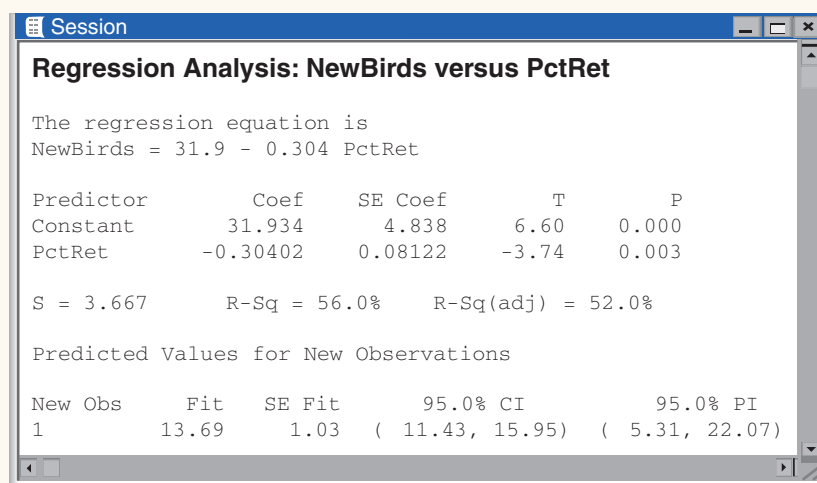 Session
Regression Analysis: NewBirds versus PctRet
The regression equation is
NewBirds = 31.9 - 0.304 PctRet
Predictor Coef SE Coef T P
Constant 31.934 4.838 6.60 0.000
PctRet -0.30402 0.08122 -3.74 0.003
S = 3.667 R-Sq = 56.0% R-Sq(adj) = 52.0%
Predicted Values for New Observations
New Obs Fit SE Fit 95.0% CI 95.0% PI
1 13.69 1.03 ( 11.43, 15.95) ( 5.31, 22.07)